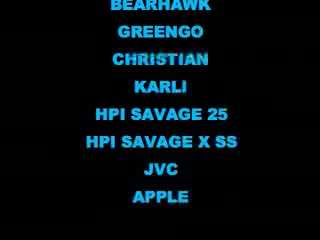 BEARHAWK
GREENGO
CHRISTIAN
KARLI
HPI SAVAGE 25
HPI SAVAGE X SS
JVC
APPLE